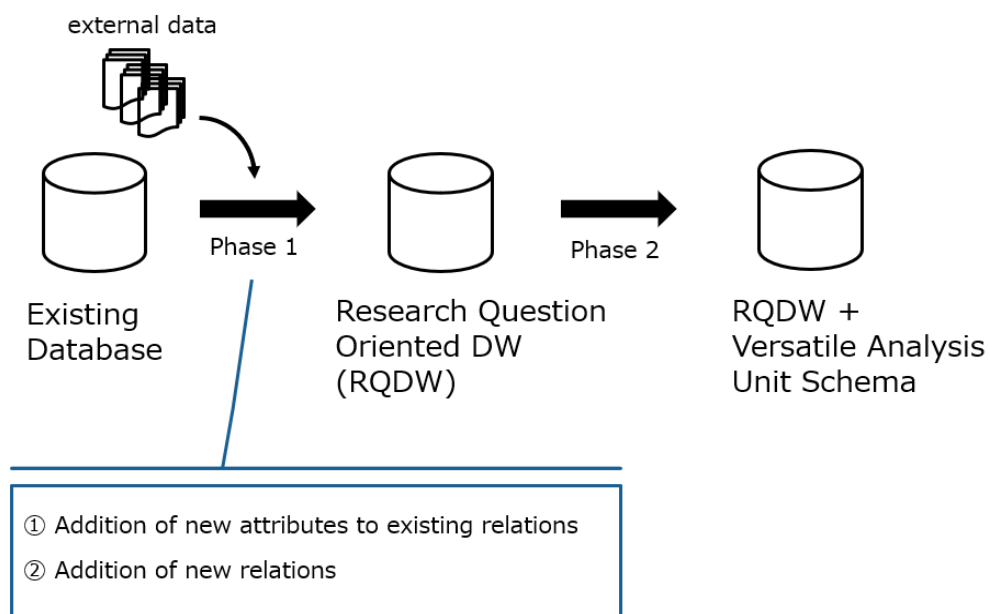 external data
Phase 1
Phase 2
Existing
Database
Research Question
Oriented DW
(RQDW)
RQDW +
Versatile Analysis
Unit Schema
① Addition of new attributes to existing relations
② Addition of new relations